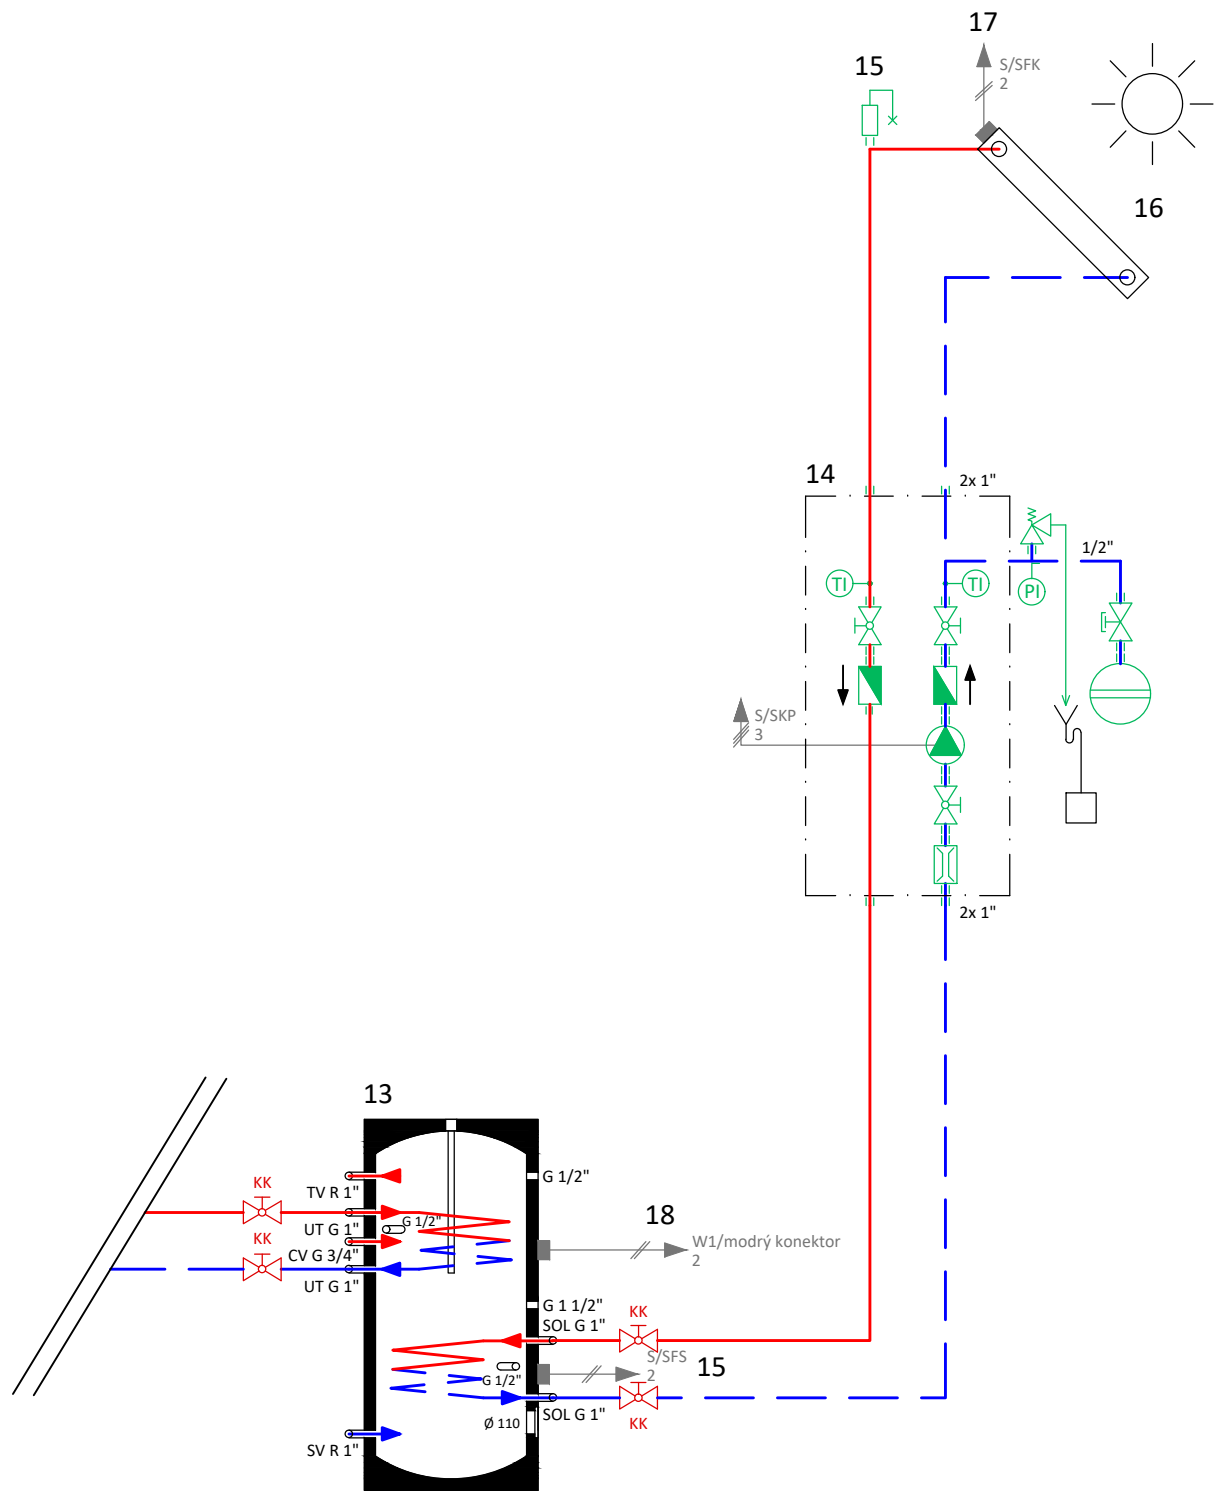 17
15
S/SFK
2
16
14
2x 1"
1/2"
TI
TI
PI
S/SKP
3
2x 1"
13
KK
TV R 1"
G 1/2"
UT G 1"
G 1/2"
18
KK
CV G 3/4"
W1/modrý konektor
2
UT G 1"
G 1 1/2"
KK
SOL G 1"
S/SFS
2
15
G 1/2"
SOL G 1"
KK
Ø 110
SV R 1"